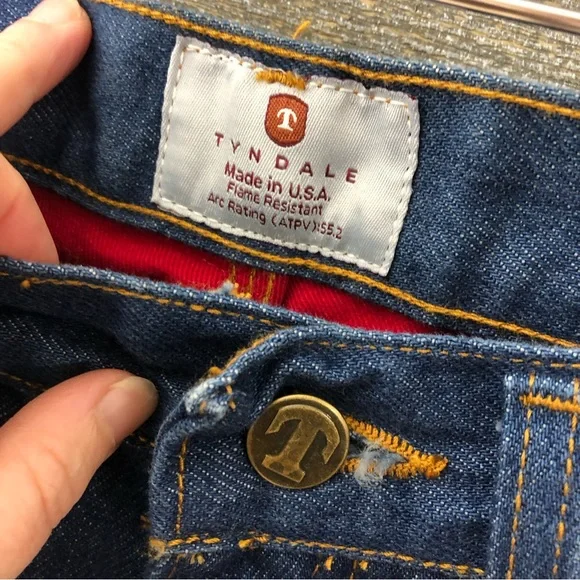 T
TYNDALE
Made in U.S.A.
Flame Resistant
Arc Rating (ATPV):55.2
T